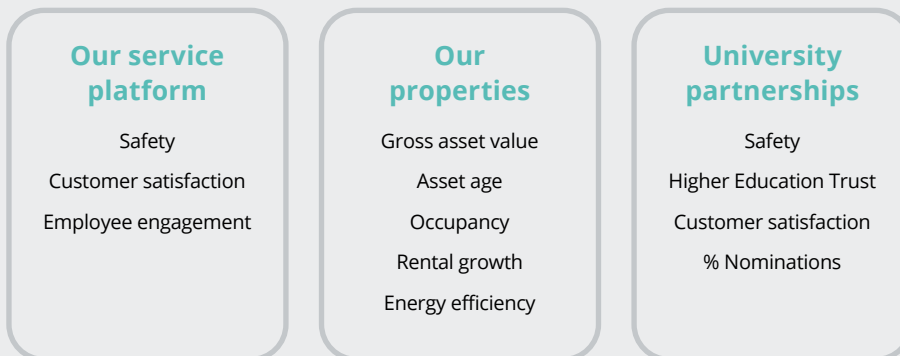 Our service
platform
Safety
Customer satisfaction
Employee engagement
Our
properties
Gross asset value
Asset age
Occupancy
Rental growth
Energy efficiency
University
partnerships
Safety
Higher Education Trust
Customer satisfaction
% Nominations